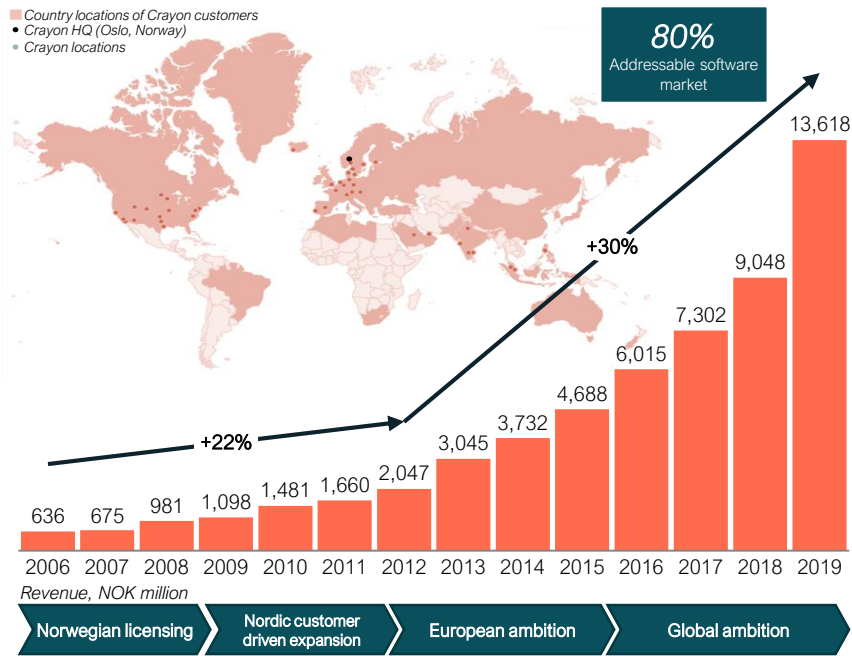 Country locations of Crayon customers
Crayon HQ (Oslo, Norway)
Crayon locations
80%
Addressable software
market
+22%
+30%
636
675
981
1,098
1,481
1,660
2,047
3,045
3,732
4,688
6,015
7,302
9,048
13,618
2006 2007 2008 2009 2010 2011 2012 2013 2014 2015 2016 2017 2018 2019
Revenue, NOK million
Norwegian licensing
Nordic customer
driven expansion
European ambition
Global ambition